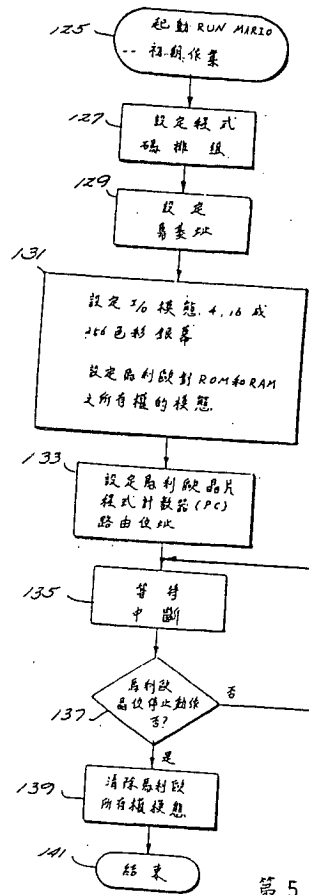 125
起動 RUN MARIO
-- 初期作業
127
設定程式
碼排組
129
設定
螢幕址
131
設定 I/O 模態, 4, 16 或
256 色彩銀幕
設定馬利歐對 ROM 和 RAM
之所有權的模態
133
設定馬利歐晶片
程式計數器 (PC)
路由位址
135
等待
中斷
137
馬利歐
晶位停止動作
否?
否
是
139
清除馬利歐
所有權模態
141
結束
第 5